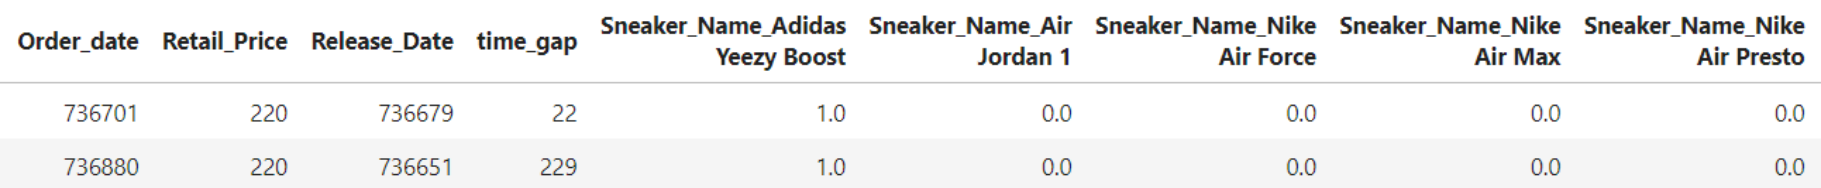 Order_date Retail_Price Release_Date time_gap Sneaker_Name_Adidas Yeezy Boost Sneaker_Name_Air Jordan 1 Sneaker_Name_Nike Air Force Sneaker_Name_Nike Air Max Sneaker_Name_Nike Air Presto
736701 220 736679 22 1.0 0.0 0.0 0.0 0.0
736880 220 736651 229 1.0 0.0 0.0 0.0 0.0